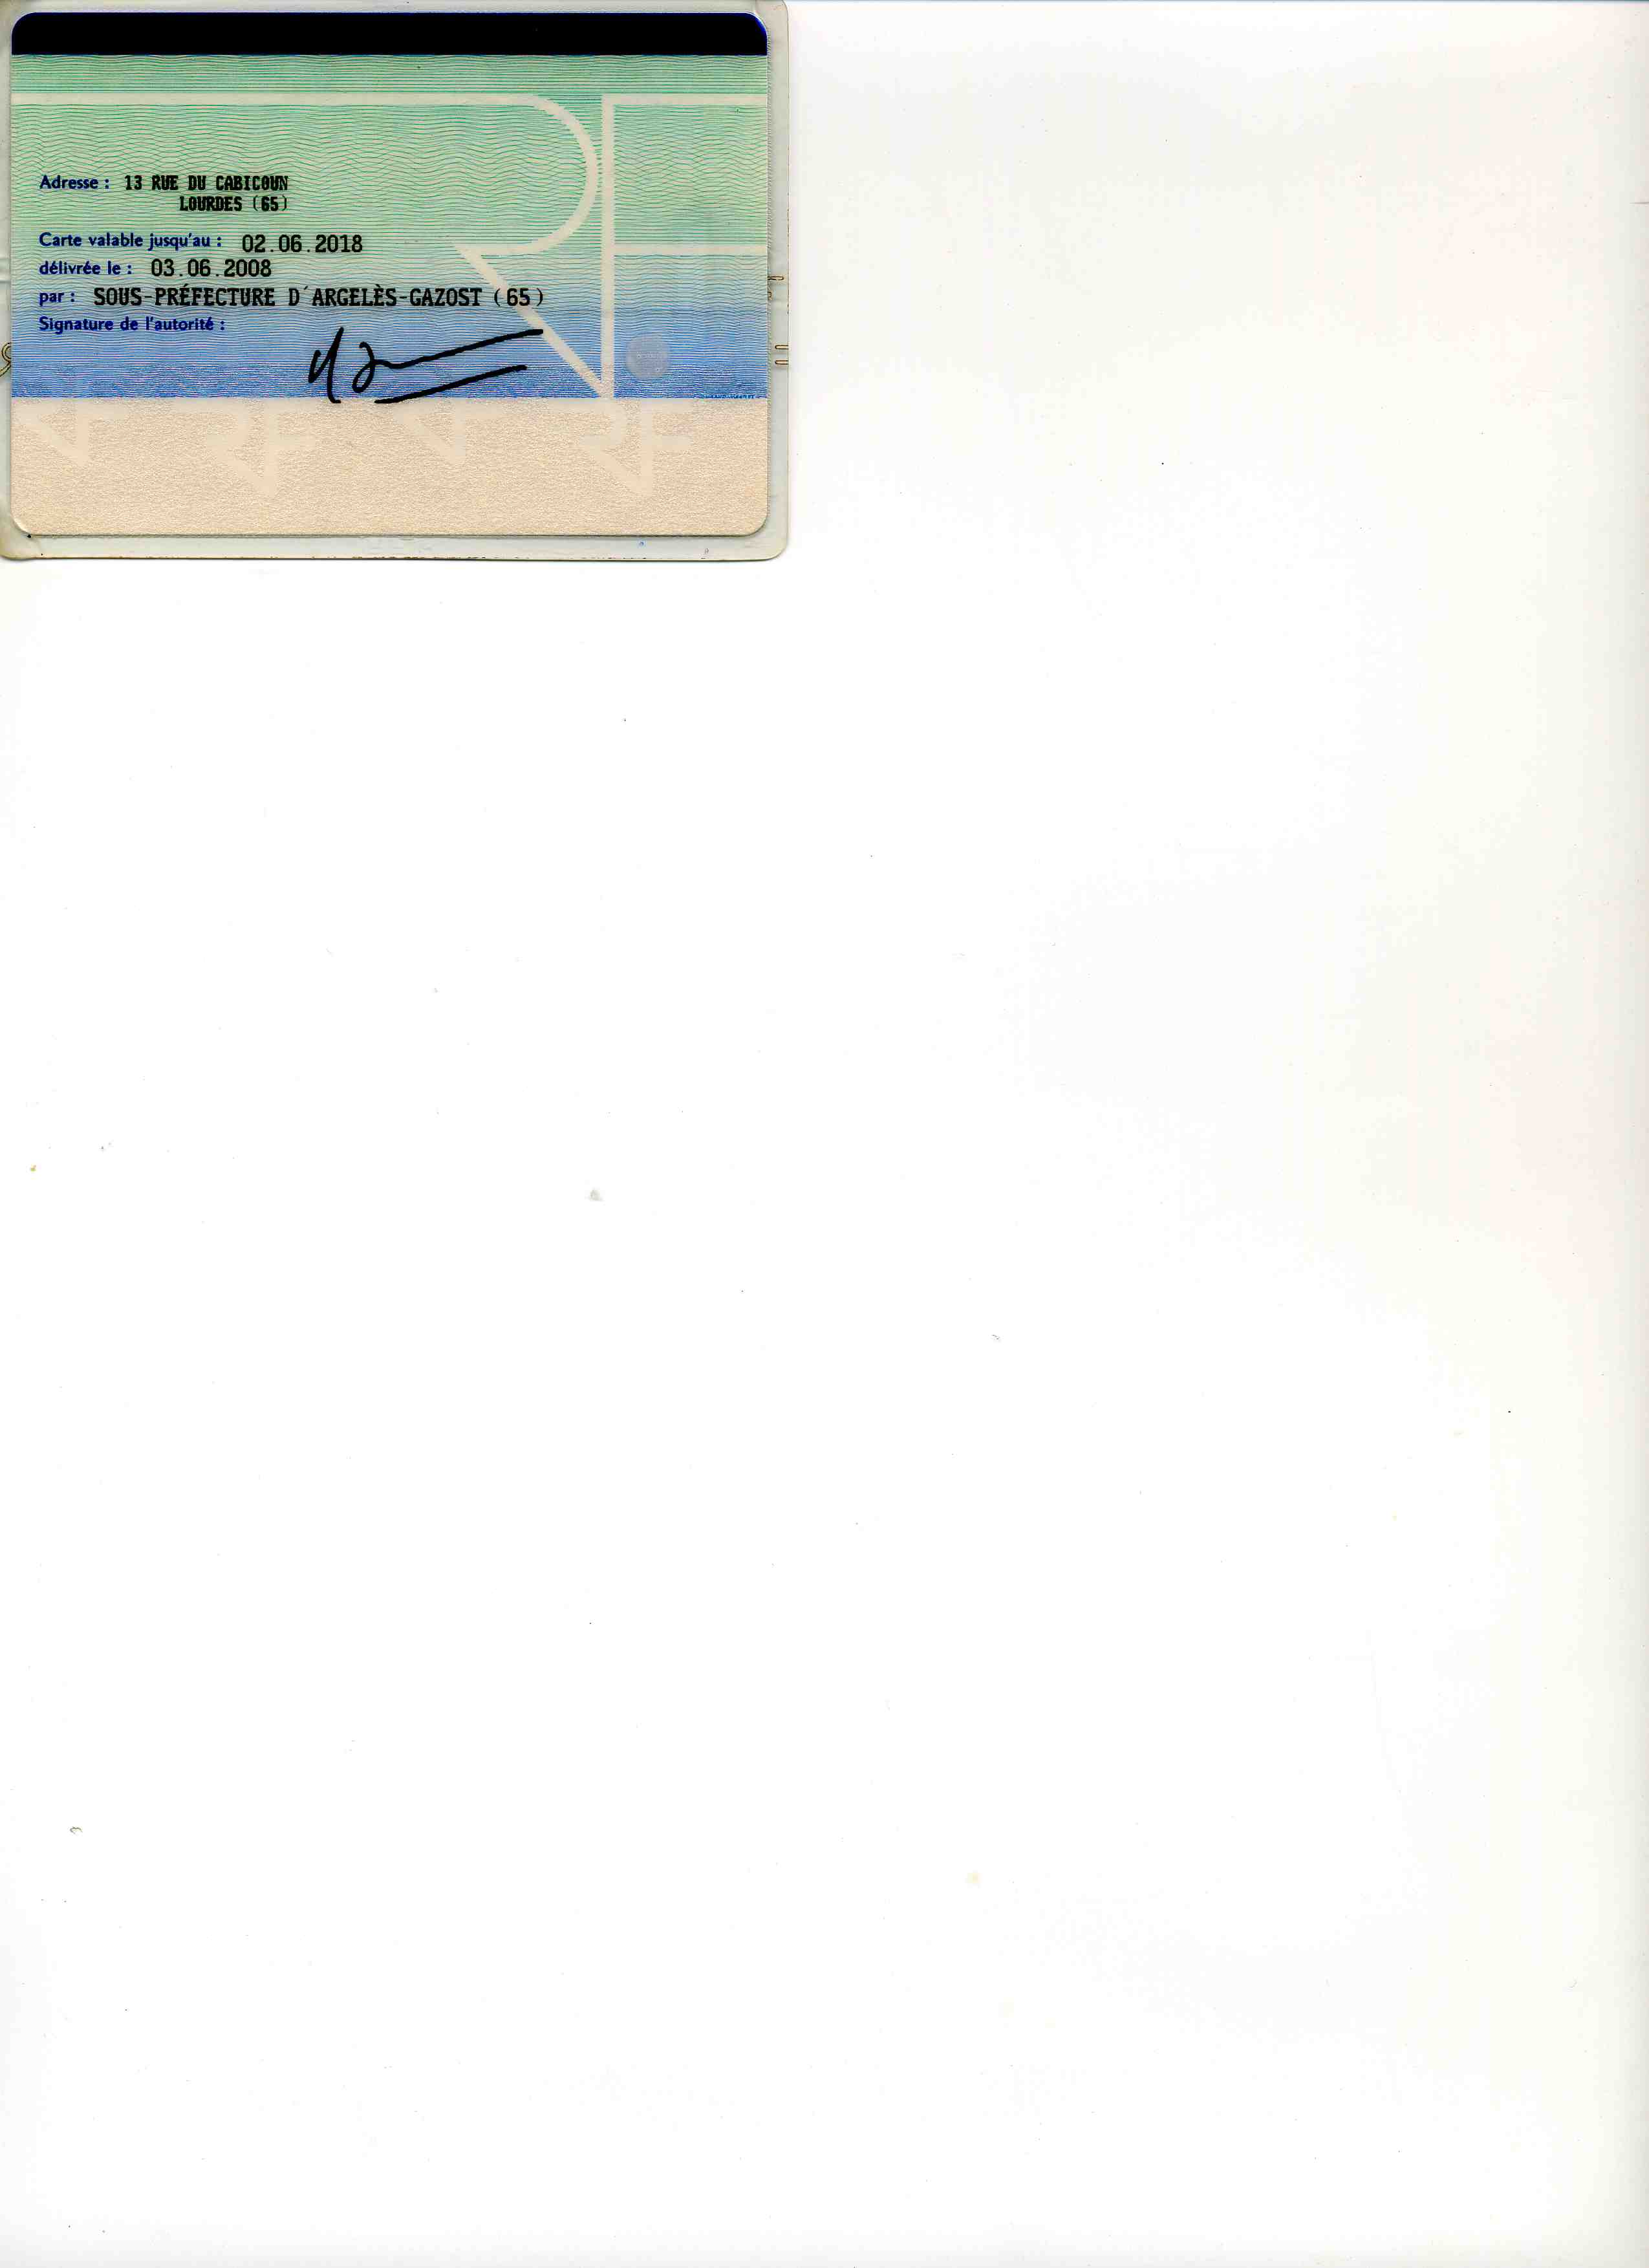 Adresse : 13 RUE DU CABICOUN
LOURDES (65)
Carte valable jusqu'au : 02.06.2018
délivrée le : 03.06.2008
par : SOUS-PRÉFECTURE D'ARGELÈS-GAZOST (65)
Signature de l'autorité :